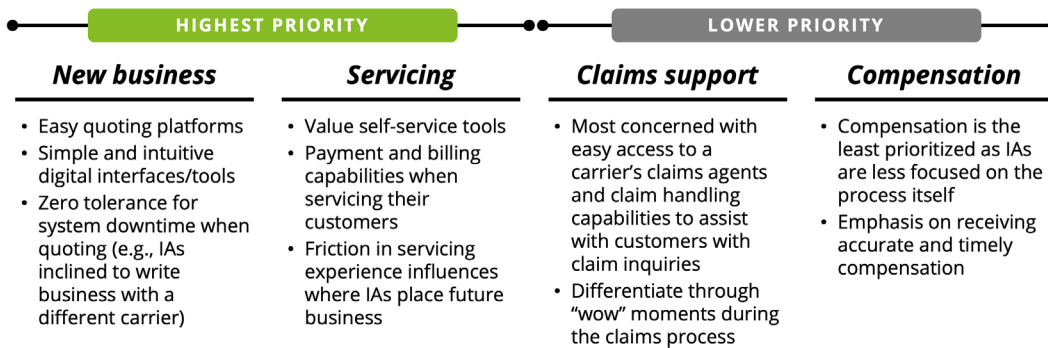 HIGHEST PRIORITY
LOWER PRIORITY
New business
• Easy quoting platforms
• Simple and intuitive
digital interfaces/tools
• Zero tolerance for
system downtime when
quoting (e.g., IAs
inclined to write
business with a
different carrier)
Servicing
• Value self-service tools
• Payment and billing
capabilities when
servicing their
customers
• Friction in servicing
experience influences
where IAs place future
business
Claims support
• Most concerned with
easy access to a
carrier’s claims agents
and claim handling
capabilities to assist
with customers with
claim inquiries
• Differentiate through
“wow” moments during
the claims process
Compensation
• Compensation is the
least prioritized as IAs
are less focused on the
process itself
• Emphasis on receiving
accurate and timely
compensation